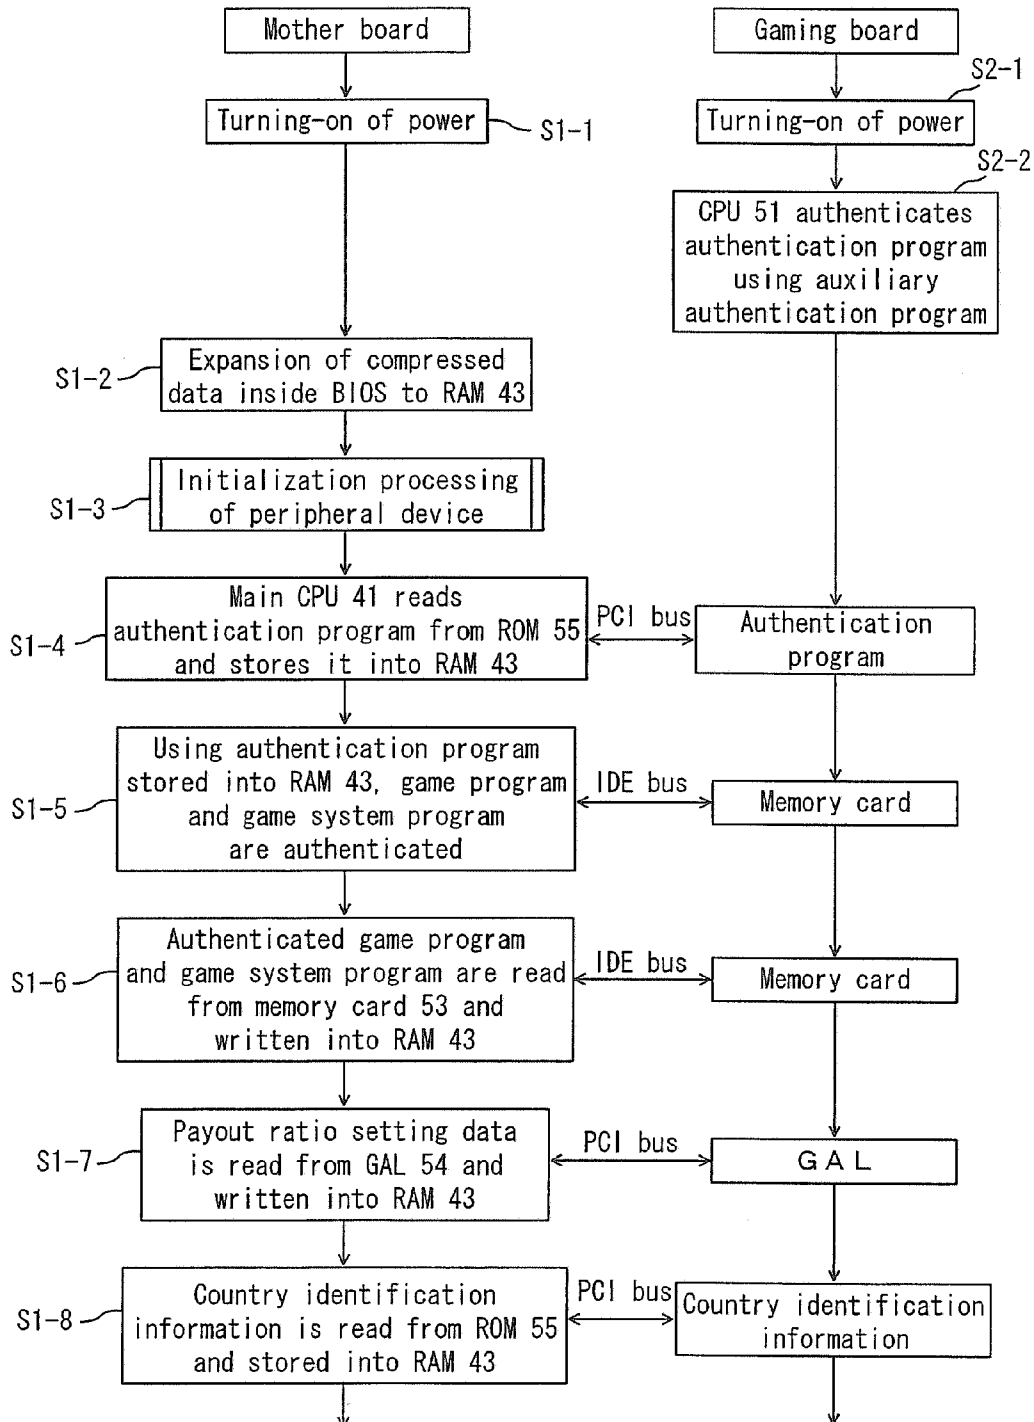 Mother board
Gaming board
S2-1
Turning-on of power
S1-1
Turning-on of power
S2-2
CPU 51 authenticates
authentication program
using auxiliary
authentication program
S1-2
Expansion of compressed
data inside BIOS to RAM 43
S1-3
Initialization processing
of peripheral device
S1-4
Main CPU 41 reads
authentication program from ROM 55
and stores it into RAM 43
PCI bus
Authentication
program
S1-5
Using authentication program
stored into RAM 43, game program
and game system program
are authenticated
IDE bus
Memory card
S1-6
Authenticated game program
and game system program are read
from memory card 53 and
written into RAM 43
IDE bus
Memory card
S1-7
Payout ratio setting data
is read from GAL 54 and
written into RAM 43
PCI bus
GAL
S1-8
Country identification
information is read from ROM 55
and stored into RAM 43
PCI bus
Country identification
information